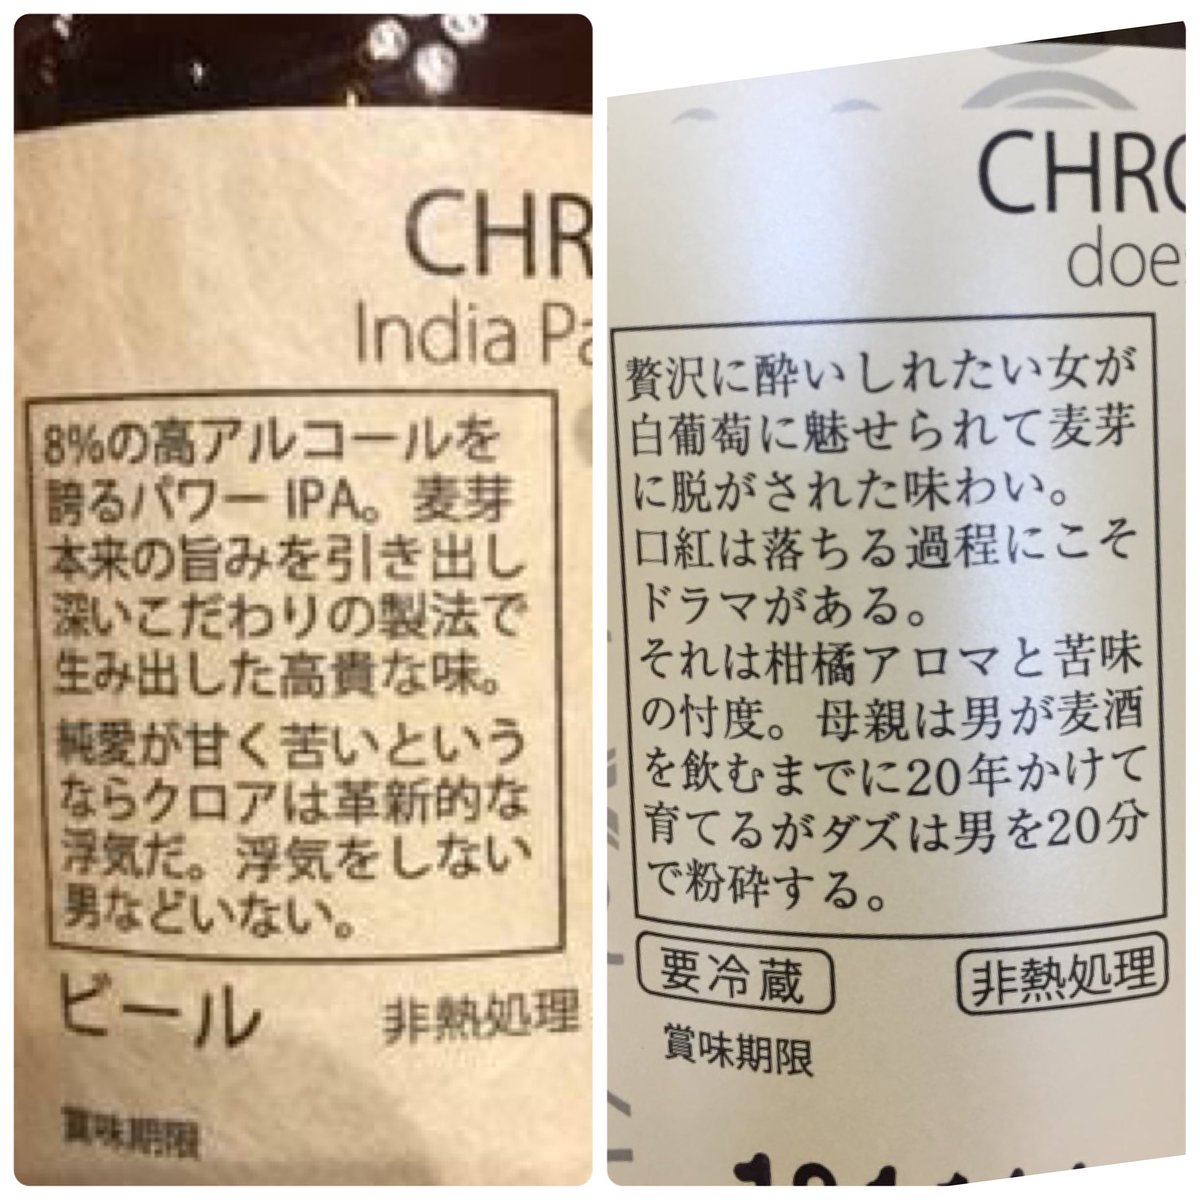 CHR
India Pa
8%の高アルコールを
誇るパワー IPA。麦芽
本来の旨みを引き出し
深いこだわりの製法で
生み出した高貴な味。
純愛が甘く苦いという
ならクロアは革新的な
浮気だ。浮気をしない
男などいない。
ビール 非熱処理
賞味期限
CHRO
doe
贅沢に酔いしれたい女が
白葡萄に魅せられて麦芽
に脱がされた味わい。
口紅は落ちる過程にこそ
ドラマがある。
それは柑橘アロマと苦味
の忖度。母親は男が麦酒
を飲むまでに20年かけて
育てるがダズは男を20分
で粉砕する。
要冷蔵 非熱処理
賞味期限